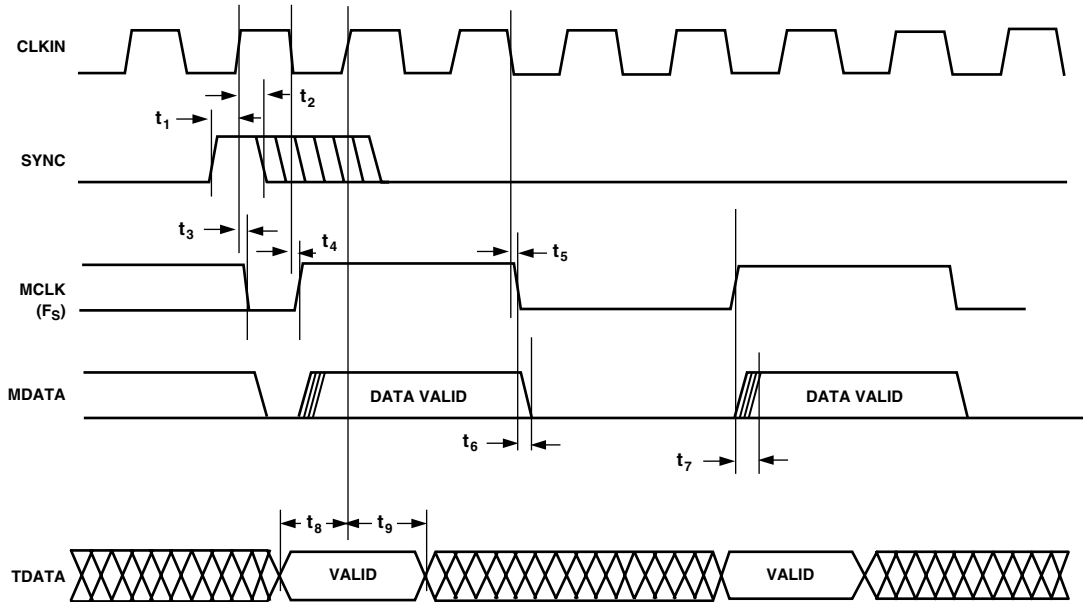 CLKIN
t2
t1
SYNC
t3
t4
t5
MCLK
(FS)
MDATA
DATA VALID
DATA VALID
t6
t7
t8
t9
TDATA
VALID
VALID